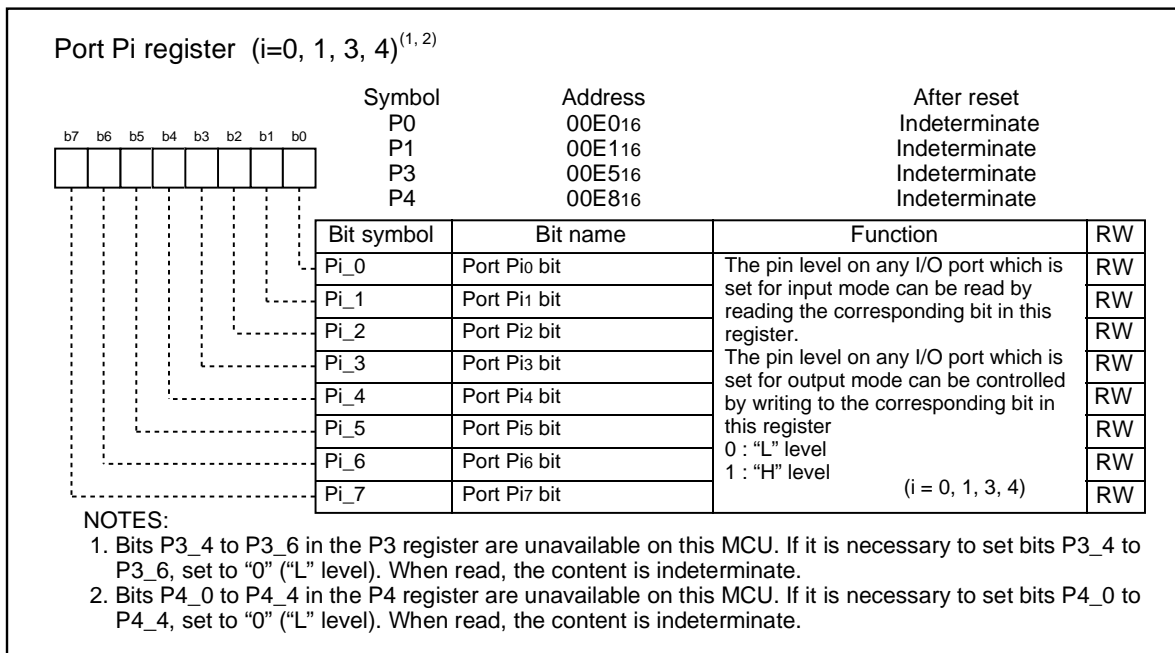 Port Pi register (i=0, 1, 3, 4)(1, 2)
Symbol Address After reset
P0 00E016 Indeterminate
P1 00E116 Indeterminate
P3 00E516 Indeterminate
P4 00E816 Indeterminate
b7 b6 b5 b4 b3 b2 b1 b0
Bit symbol Bit name Function RW
Pi_0 Port Pi0 bit RW
Pi_1 Port Pi1 bit RW
Pi_2 Port Pi2 bit RW
Pi_3 Port Pi3 bit RW
Pi_4 Port Pi4 bit RW
Pi_5 Port Pi5 bit RW
Pi_6 Port Pi6 bit RW
Pi_7 Port Pi7 bit RW
The pin level on any I/O port which is
set for input mode can be read by
reading the corresponding bit in this
register.
The pin level on any I/O port which is
set for output mode can be controlled
by writing to the corresponding bit in
this register
0 : “L” level
1 : “H” level
(i = 0, 1, 3, 4)
NOTES:
1. Bits P3_4 to P3_6 in the P3 register are unavailable on this MCU. If it is necessary to set bits P3_4 to
P3_6, set to “0” (“L” level). When read, the content is indeterminate.
2. Bits P4_0 to P4_4 in the P4 register are unavailable on this MCU. If it is necessary to set bits P4_0 to
P4_4, set to “0” (“L” level). When read, the content is indeterminate.